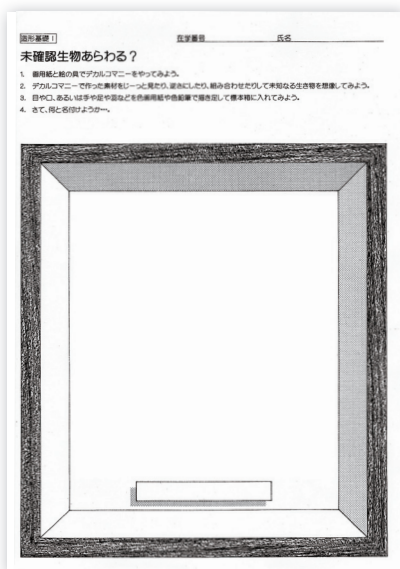 造形基礎Ⅰ 在学番号 氏名
未確認生物あらわる？
1. 画用紙と絵の具でデカルコマニーをやってみよう。
2. デカルコマニーで作った素材をじーっと見たり、逆さにしたり、組み合わせたりして未知なる生き物を想像してみよう。
3. 目や口、あるいは手や足や羽などを色画用紙や色鉛筆で描き足して標本箱に入れてみよう。
4. さて、何と名付けようか…。